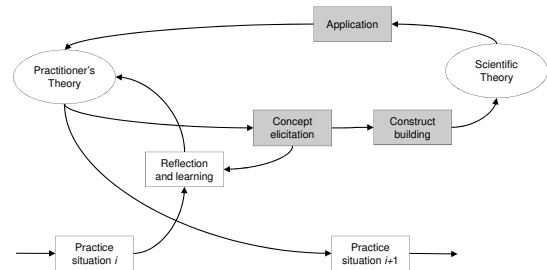 Application
Practitioner's
Theory
Scientific
Theory
Concept
elicitation
Construct
building
Reflection
and learning
Practice
situation i
Practice
situation i+1